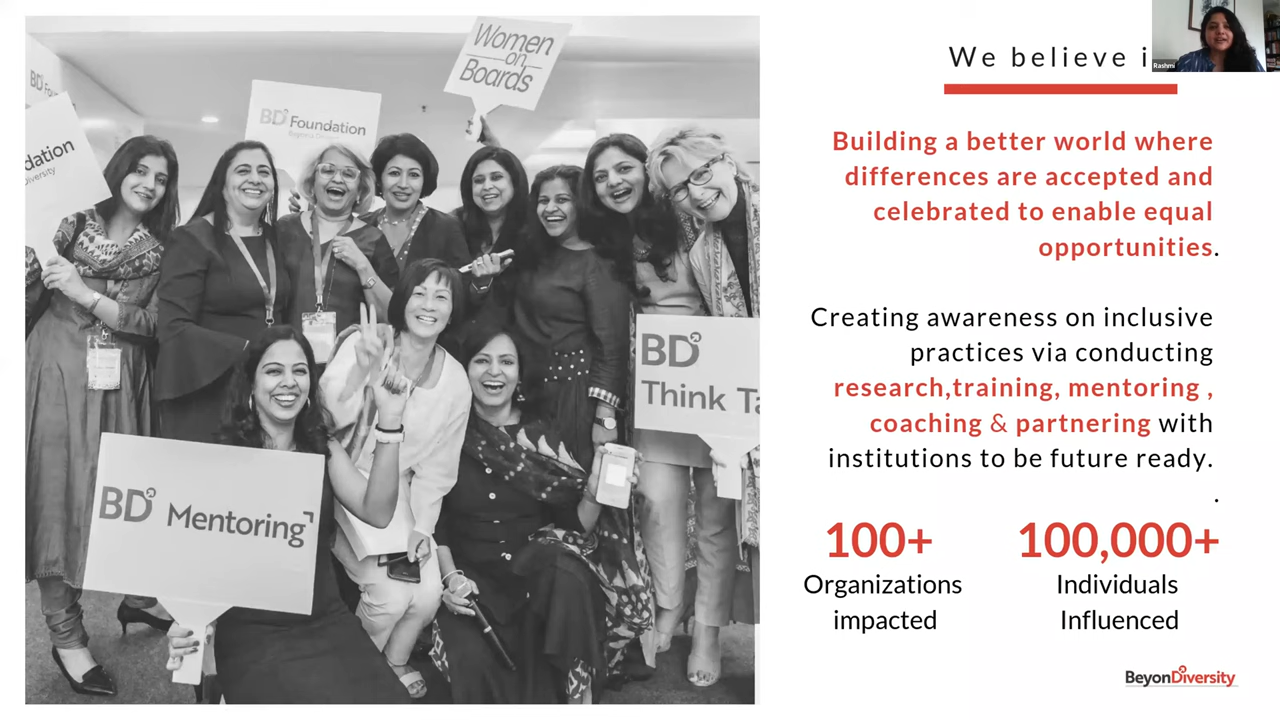 We believe i
Rashmi
Building a better world where
differences are accepted and
celebrated to enable equal
opportunities.
Creating awareness on inclusive
practices via conducting
research,training, mentoring ,
coaching & partnering with
institutions to be future ready.
.
100+
Organizations
impacted
100,000+
Individuals
Influenced
BeyonDiversity
Women
on
Boards
BD Foundation
dation
Diversity
BD
Think Ta
BD Mentoring